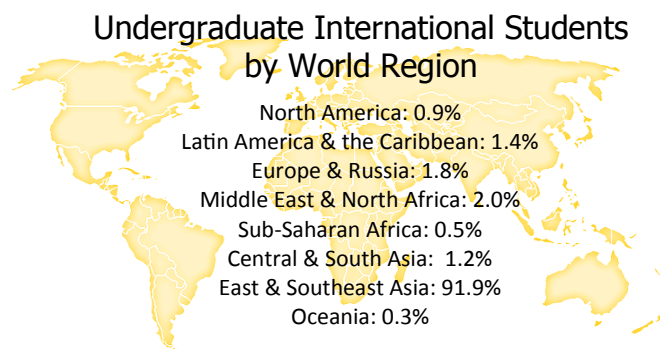 Undergraduate International Students
by World Region
North America: 0.9%
Latin America & the Caribbean: 1.4%
Europe & Russia: 1.8%
Middle East & North Africa: 2.0%
Sub-Saharan Africa: 0.5%
Central & South Asia: 1.2%
East & Southeast Asia: 91.9%
Oceania: 0.3%